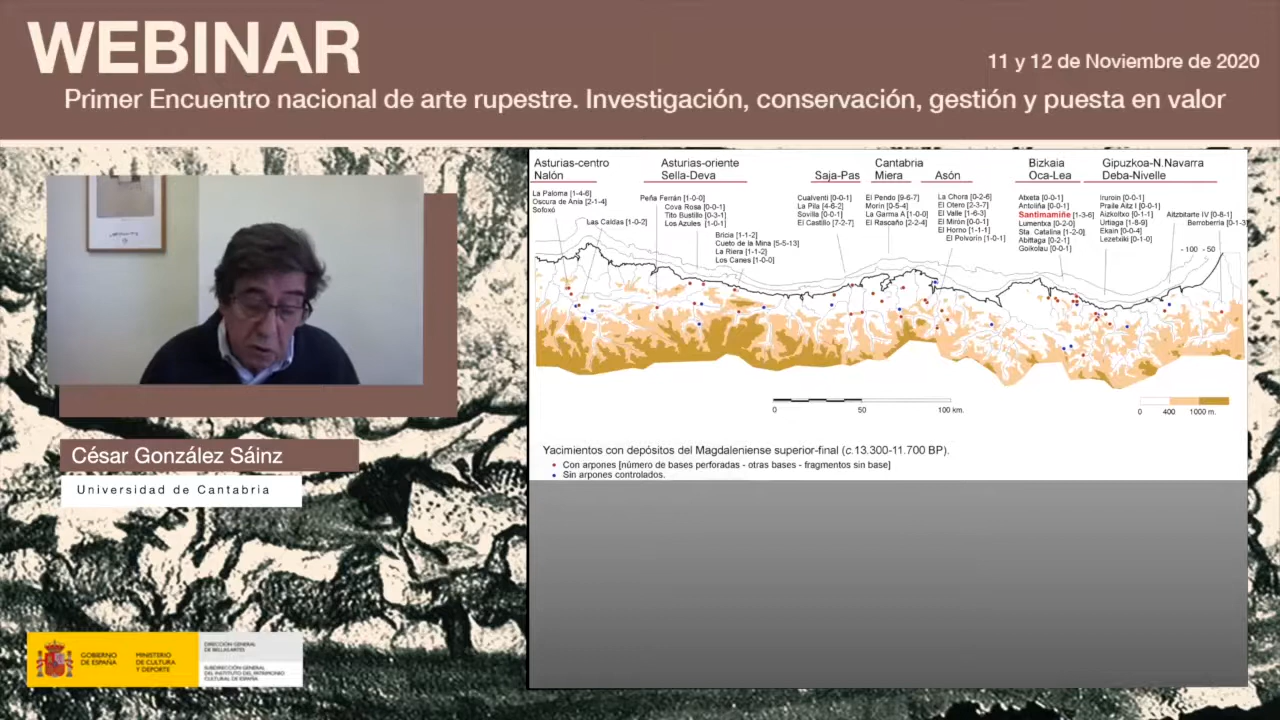 WEBINAR
11 y 12 de Noviembre de 2020
Primer Encuentro nacional de arte rupestre. Investigación, conservación, gestión y puesta en valor
Asturias-centro
Nalón
Asturias-oriente
Sella-Deva
Saja-Pas
Cantabria
Miera
Asón
Bizkaia
Oca-Lea
Gipuzkoa-N.Navarra
Deba-Nivelle
La Paloma [1-4-6]
Oscura de Ania [2-1-4]
Sofoxó
Las Caldas [1-0-2]
Peña Ferrán [1-0-0]
Cova Rosa [0-0-1]
Tito Bustillo [0-3-1]
Los Azules [1-0-1]
Bricia [1-1-2]
Cueto de la Mina [5-5-13]
La Riera [1-1-2]
Los Canes [1-0-0]
Cualventi [0-0-1]
La Pila [4-6-2]
Sovilla [0-0-1]
El Castillo [7-2-7]
El Pendo [9-6-7]
Morín [0-5-4]
La Garma A [1-0-0]
El Rascaño [2-2-4]
La Chora [0-2-6]
El Otero [2-3-7]
El Valle [1-6-3]
El Mirón [0-0-1]
El Horno [1-1-1]
El Polvorín [1-0-1]
Atxeta [0-0-1]
Antoliña [0-0-1]
Santimamiñe [1-3-6]
Lumentxa [0-2-0]
Sta. Catalina [1-2-0]
Abittaga [0-2-1]
Goikolau [0-0-1]
Iruroin [0-0-1]
Praile Aitz I [0-0-1]
Aizkoltxo [0-1-1]
Urtiaga [1-8-9]
Ekain [0-0-4]
Lezetxiki [0-1-0]
Aitzbitarte IV [0-8-1]
Berroberria [0-1-3]
- 100 - 50
0 50 100 km.
0 400 1000 m.
Yacimientos con depósitos del Magdaleniense superior-final (c.13.300-11.700 BP).
Con arpones [número de bases perforadas - otras bases - fragmentos sin base]
Sin arpones controlados.
César González Sáinz
Universidad de Cantabria
GOBIERNO
DE ESPAÑA
MINISTERIO
DE CULTURA
Y DEPORTE
DIRECCIÓN GENERAL
DE BELLAS ARTES
SUBDIRECCIÓN GENERAL
DEL INSTITUTO DEL PATRIMONIO
CULTURAL DE ESPAÑA